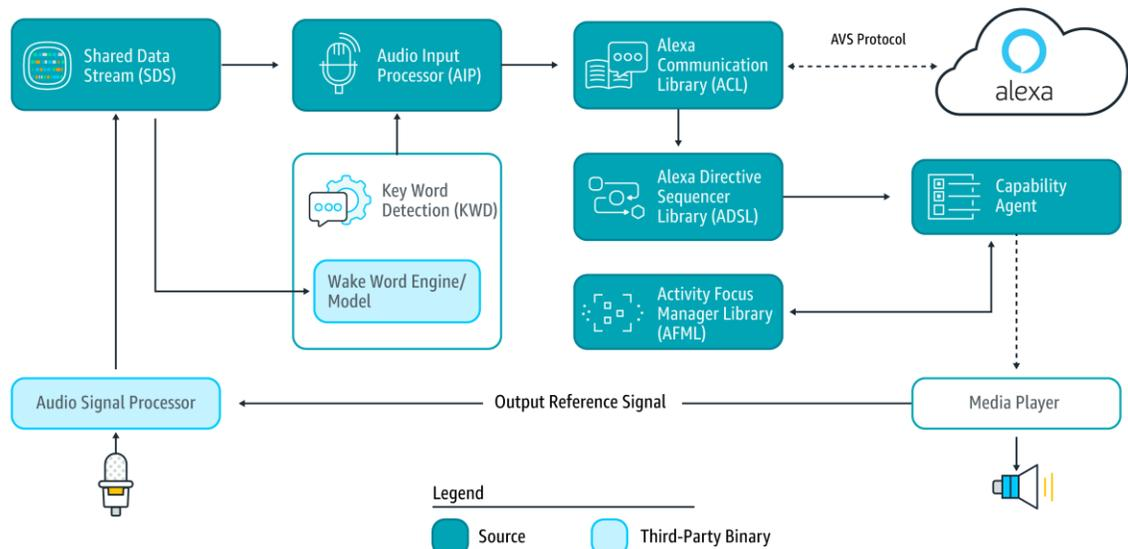 Shared Data
Stream (SDS)
Audio Input
Processor (AIP)
Alexa
Communication
Library (ACL)
AVS Protocol
alexa
Key Word
Detection (KWD)
Wake Word Engine/
Model
Alexa Directive
Sequencer
Library (ADSL)
Capability
Agent
Activity Focus
Manager Library
(AFML)
Audio Signal Processor
Output Reference Signal
Media Player
Legend
Source
Third-Party Binary